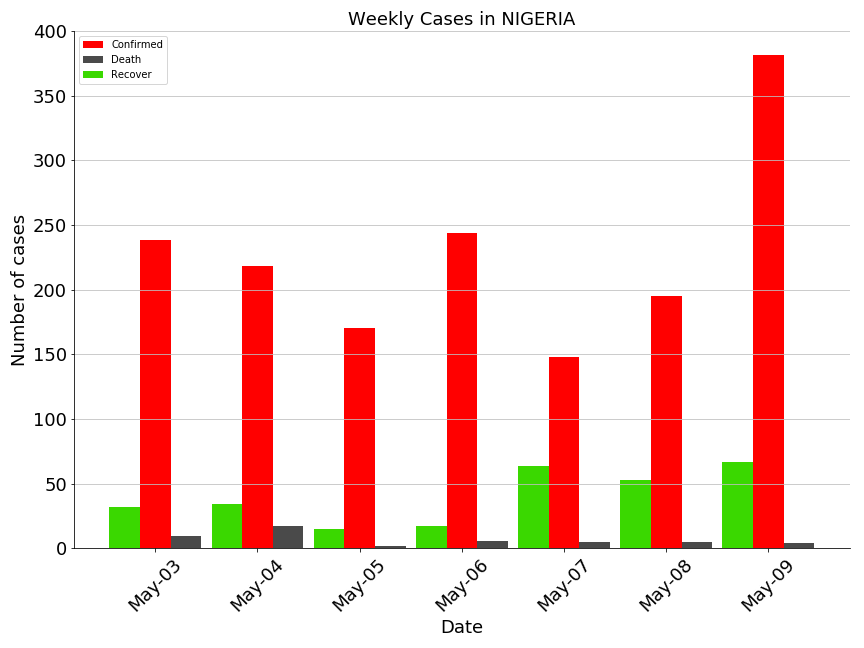 Weekly Cases in NIGERIA
Confirmed
Death
Recover
400
350
300
250
200
150
100
50
0
Number of cases
May-03
May-04
May-05
May-06
May-07
May-08
May-09
Date